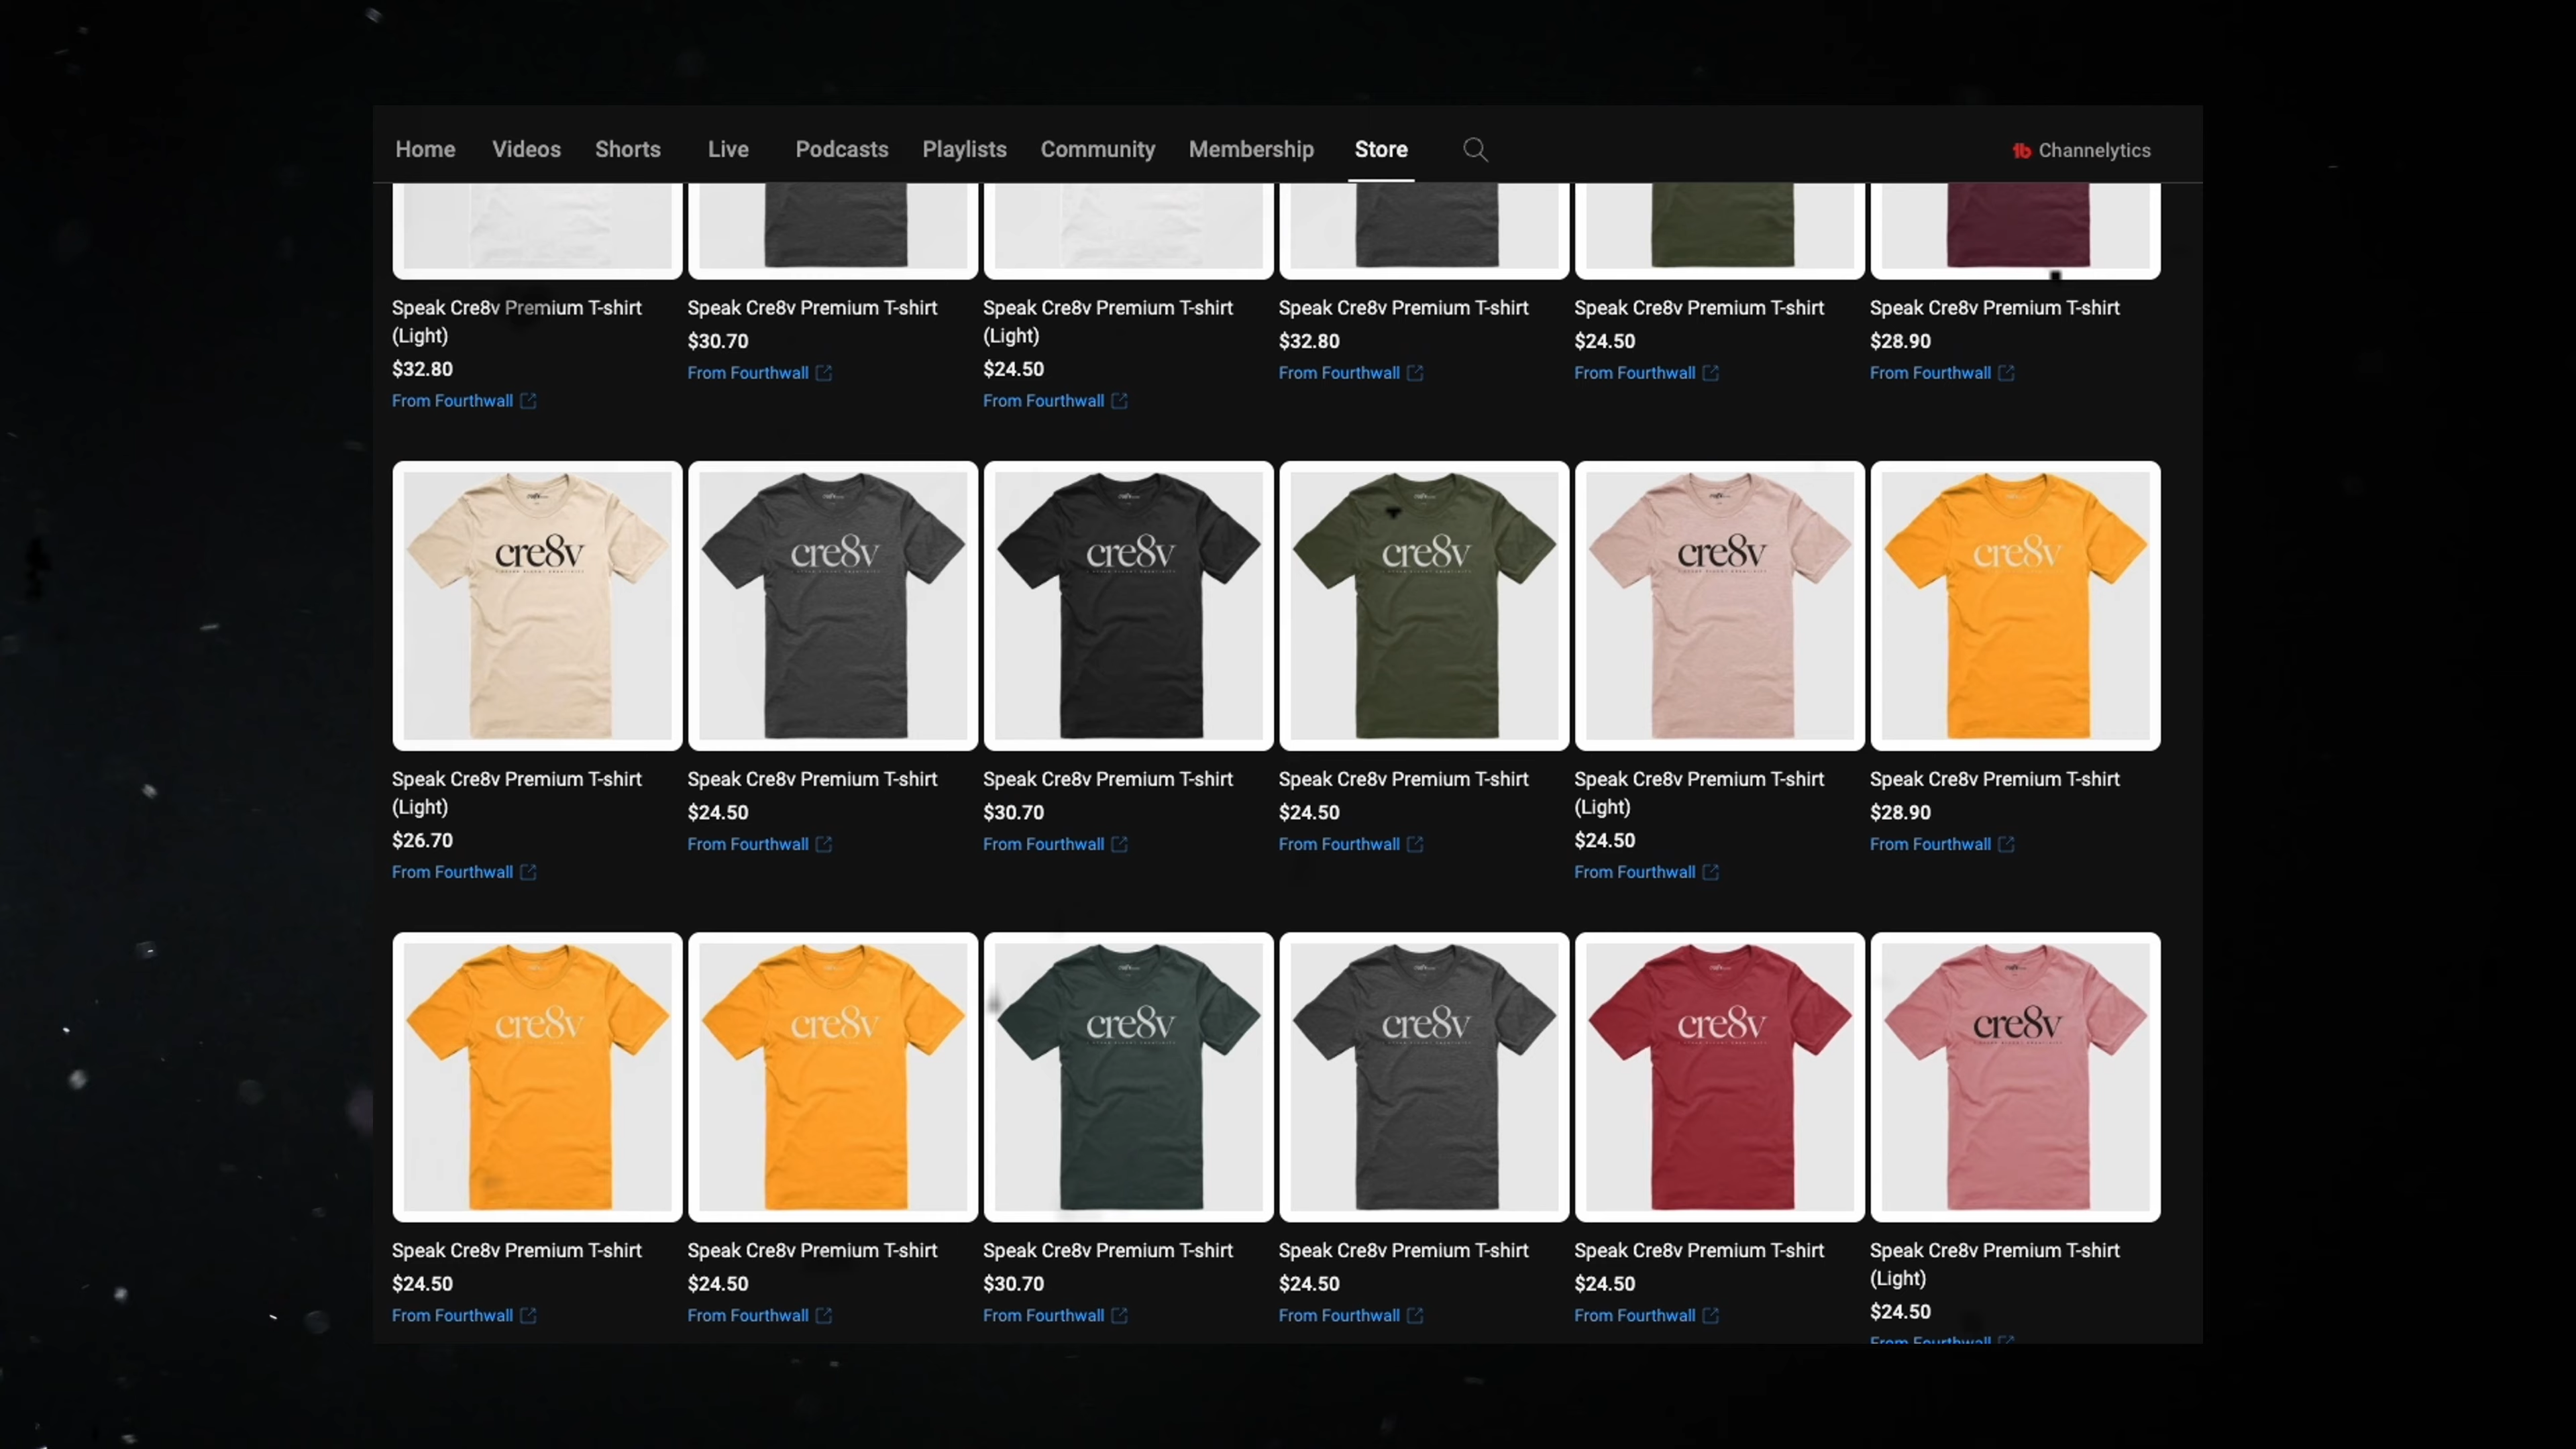 Home Videos Shorts Live Podcasts Playlists Community Membership Store Channelytics
Speak Cre8v Premium T-shirt (Light)
$32.80
From Fourthwall
Speak Cre8v Premium T-shirt
$30.70
From Fourthwall
Speak Cre8v Premium T-shirt (Light)
$24.50
From Fourthwall
Speak Cre8v Premium T-shirt
$32.80
From Fourthwall
Speak Cre8v Premium T-shirt
$24.50
From Fourthwall
Speak Cre8v Premium T-shirt
$28.90
From Fourthwall
cre8v
Speak Cre8v Premium T-shirt
(Light)
$26.70
From Fourthwall
cre8v
Speak Cre8v Premium T-shirt
$24.50
From Fourthwall
cre8v
Speak Cre8v Premium T-shirt
$30.70
From Fourthwall
cre8v
Speak Cre8v Premium T-shirt
$24.50
From Fourthwall
cre8v
Speak Cre8v Premium T-shirt
(Light)
$24.50
From Fourthwall
cre8v
Speak Cre8v Premium T-shirt
$28.90
From Fourthwall
cre8v
Speak Cre8v Premium T-shirt
$24.50
From Fourthwall
cre8v
Speak Cre8v Premium T-shirt
$24.50
From Fourthwall
cre8v
Speak Cre8v Premium T-shirt
$30.70
From Fourthwall
cre8v
Speak Cre8v Premium T-shirt
$24.50
From Fourthwall
cre8v
Speak Cre8v Premium T-shirt
$24.50
From Fourthwall
cre8v
Speak Cre8v Premium T-shirt
(Light)
$24.50
From Fourthwall